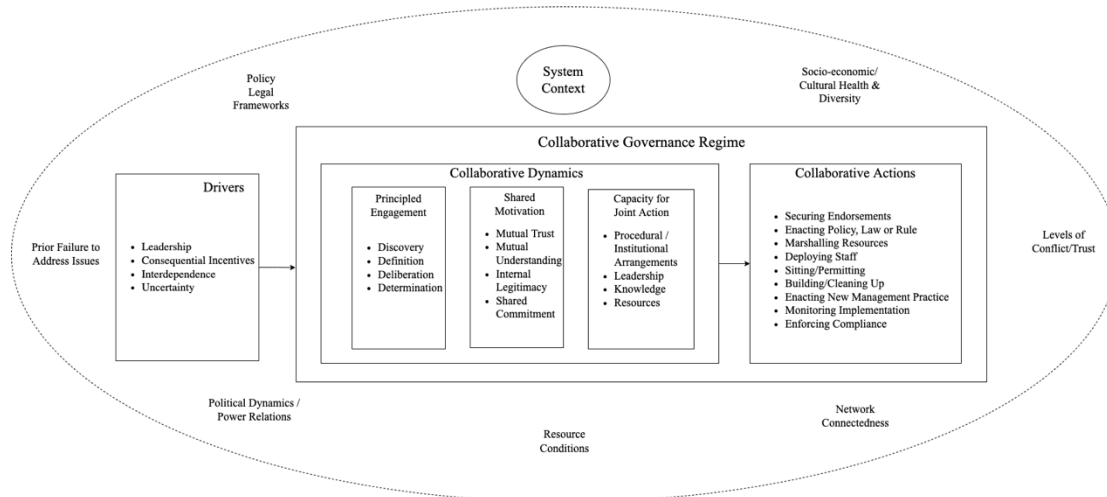 System
Context
Policy
Legal
Frameworks
Socio-economic/
Cultural Health &
Diversity
Prior Failure to
Address Issues
Drivers
• Leadership
• Consequential Incentives
• Interdependence
• Uncertainty
Collaborative Governance Regime
Collaborative Dynamics
Principled
Engagement
• Discovery
• Definition
• Deliberation
• Determination
Shared
Motivation
• Mutual Trust
• Mutual
Understanding
• Internal
Legitimacy
• Shared
Commitment
Capacity for
Joint Action
• Procedural /
Institutional
Arrangements
• Leadership
• Knowledge
• Resources
Collaborative Actions
• Securing Endorsements
• Enacting Policy, Law or Rule
• Marshalling Resources
• Deploying Staff
• Sitting/Permitting
• Building/Cleaning Up
• Enacting New Management Practice
• Monitoring Implementation
• Enforcing Compliance
Levels of
Conflict/Trust
Political Dynamics /
Power Relations
Resource
Conditions
Network
Connectedness